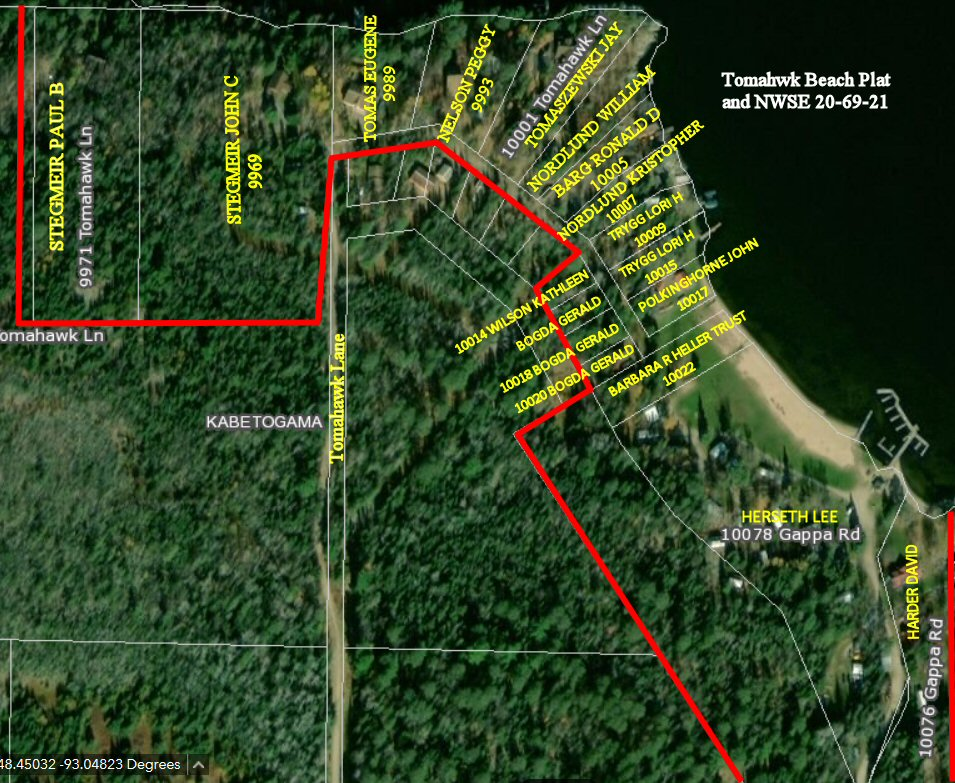 Tomahwk Beach Plat
and NWSE 20-69-21
STEGMEIR PAUL B
9971 Tomahawk Ln
STEGMEIR JOHN C
9969
TOMAS EUGENE
9989
NELSON PEGGY
9993
10001 Tomahawk Ln
TOMASZEWSKI JAY
NORDLUND WILLIAM
BARG RONALD D
10005
NORDLUND KRISTOPHER
10007
TRYGG LORI H
10009
TRYGG LORI H
10015
POLKINGHORNE JOHN
10017
10014 WILSON KATHLEEN
BOGDA GERALD
10018 BOGDA GERALD
10020 BOGDA GERALD
BARBARA R HELLER TRUST
10022
omahawk Ln
Tomahawk Lane
KABETOGAMA
HERSETH LEE
10078 Gappa Rd
HARDER DAVID
10076 Gappa Rd
48.45032 -93.04823 Degrees